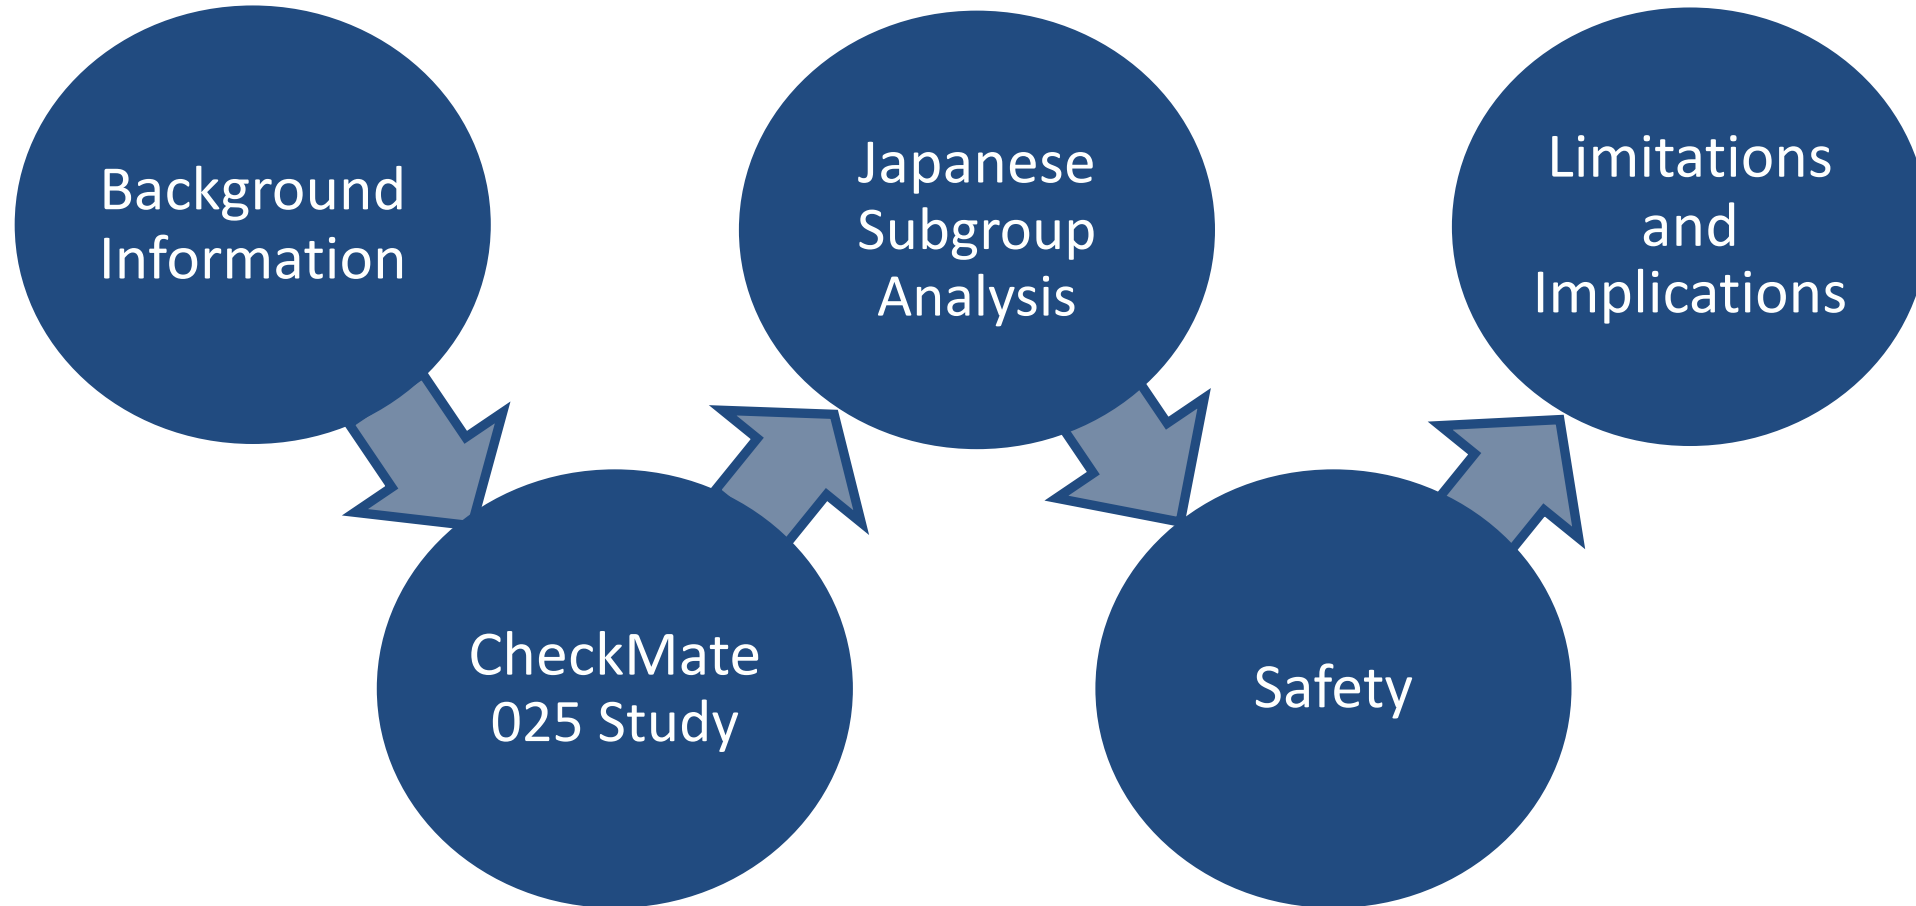 Background
Information
CheckMate
025 Study
Japanese
Subgroup
Analysis
Safety
Limitations
and
Implications